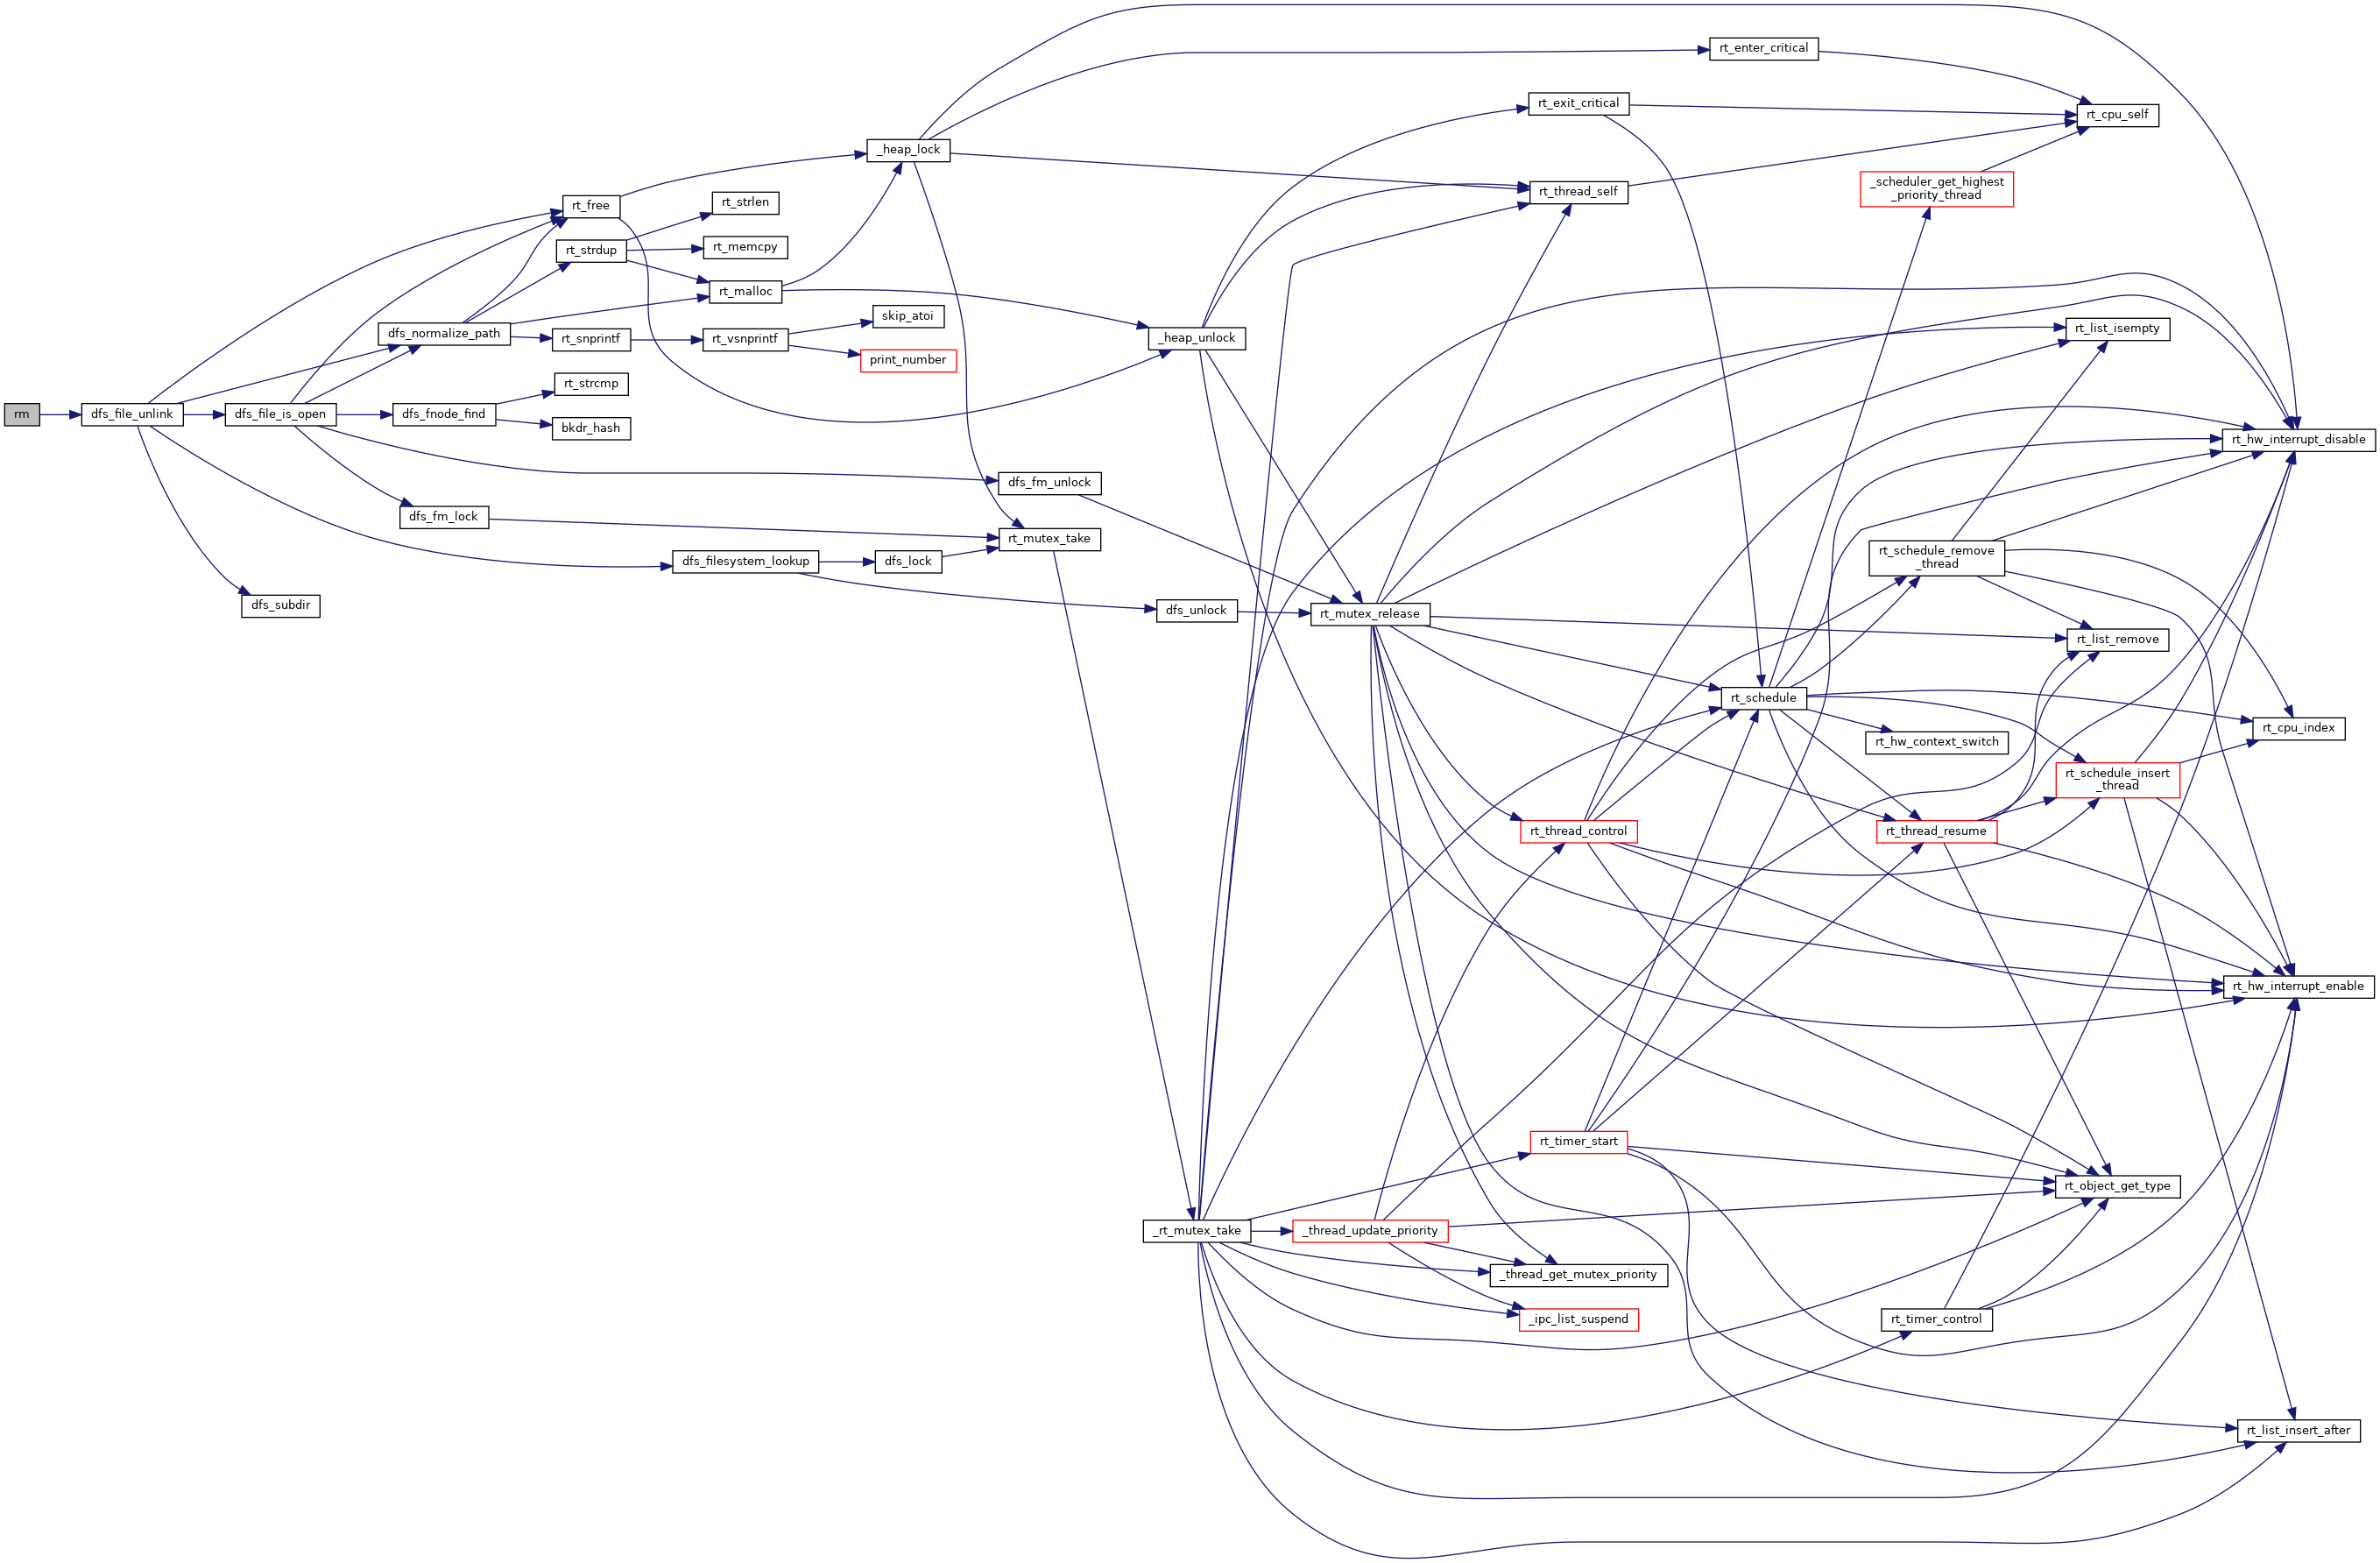 rm
dfs_file_unlink
dfs_file_is_open
dfs_subdir
dfs_normalize_path
dfs_fnode_find
dfs_fm_lock
rt_free
rt_strdup
rt_snprintf
rt_strcmp
bkdr_hash
dfs_filesystem_lookup
rt_strlen
rt_memcpy
rt_malloc
rt_vsnprintf
_heap_lock
skip_atoi
print_number
dfs_lock
dfs_fm_unlock
rt_mutex_take
_heap_unlock
dfs_unlock
_rt_mutex_take
rt_mutex_release
_thread_update_priority
rt_exit_critical
rt_thread_self
rt_thread_control
rt_timer_start
_thread_get_mutex_priority
_ipc_list_suspend
rt_enter_critical
rt_schedule
_scheduler_get_highest
_priority_thread
rt_schedule_remove
_thread
rt_hw_context_switch
rt_thread_resume
rt_timer_control
rt_cpu_self
rt_list_isempty
rt_list_remove
rt_schedule_insert
_thread
rt_object_get_type
rt_hw_interrupt_disable
rt_cpu_index
rt_hw_interrupt_enable
rt_list_insert_after